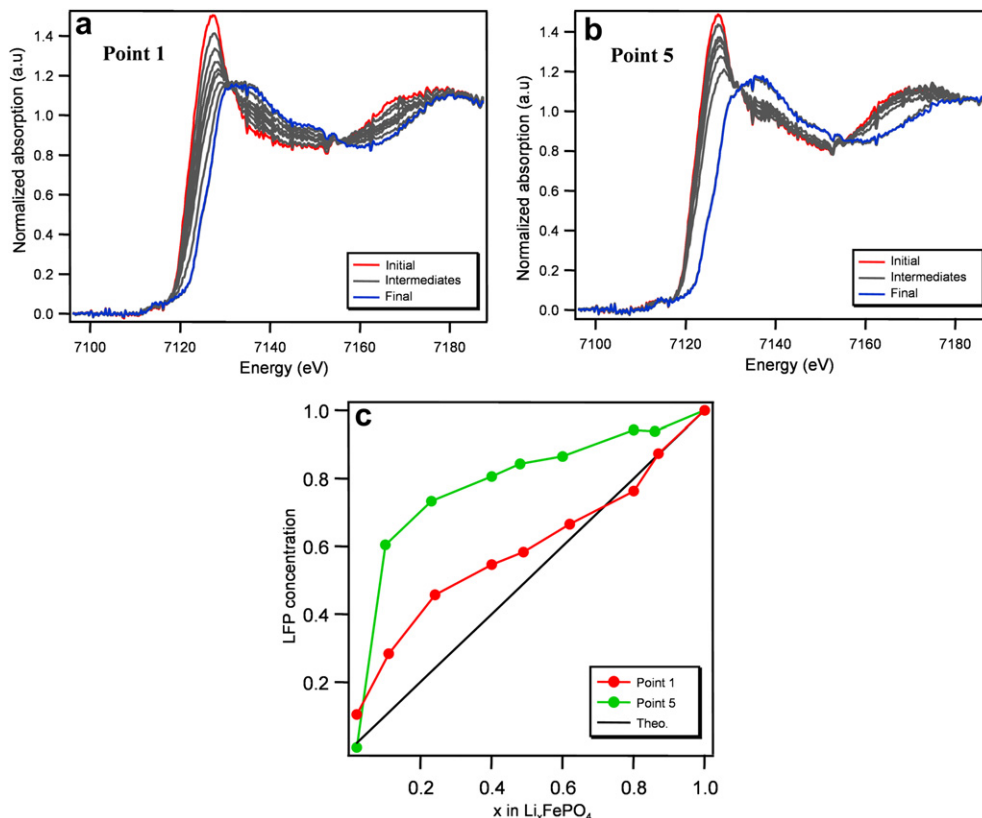 a
Point 1
Normalized absorption (a.u)
1.4
1.2
1.0
0.8
0.6
0.4
0.2
0.0
Initial
Intermediates
Final
7100
7120
7140
7160
7180
Energy (eV)
b
Point 5
Normalized absorption (a.u)
1.4
1.2
1.0
0.8
0.6
0.4
0.2
0.0
Initial
Intermediates
Final
7100
7120
7140
7160
7180
Energy (eV)
c
LFP concentration
1.0
0.8
0.6
0.4
0.2
Point 1
Point 5
Theo.
0.2
0.4
0.6
0.8
1.0
x in LixFePO4